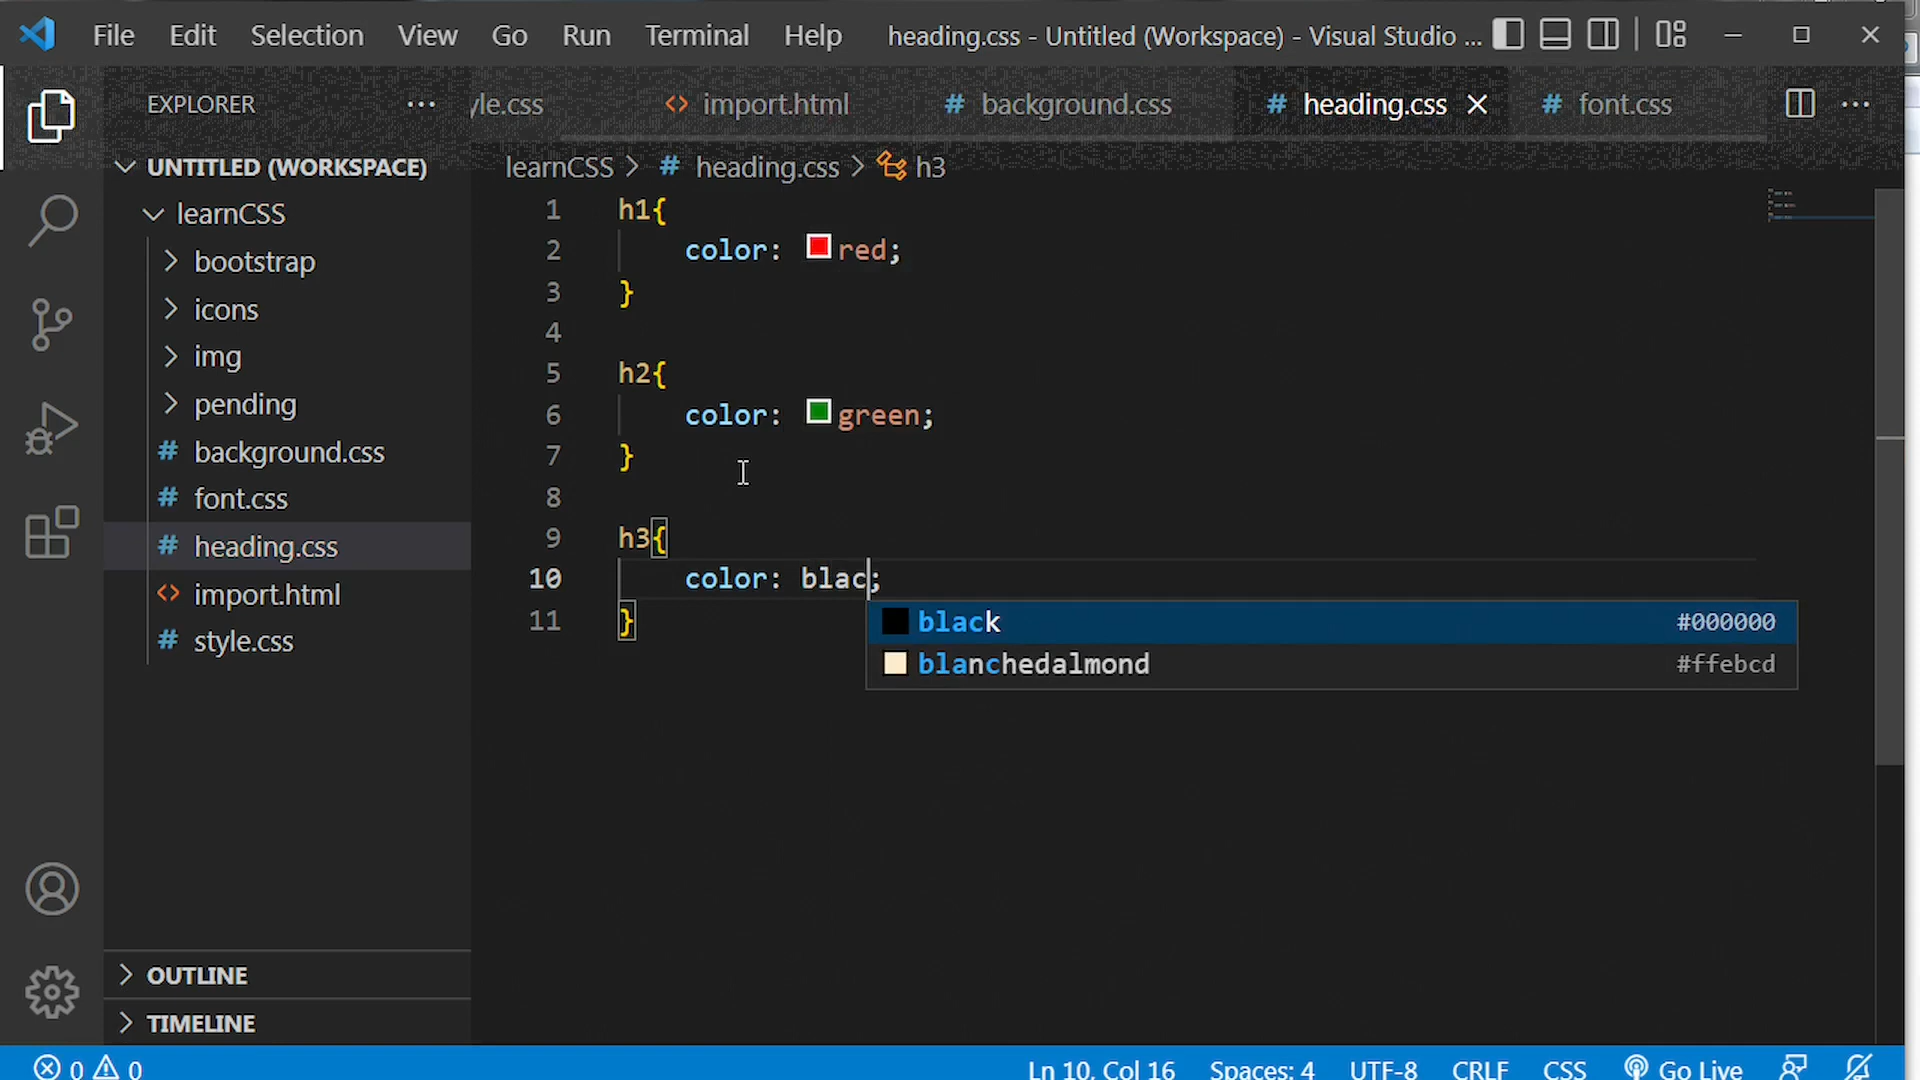 File Edit Selection View Go Run Terminal Help heading.css - Untitled (Workspace) - Visual Studio ...
EXPLORER ... yle.css <> import.html # background.css # heading.css # font.css ...
UNTITLED (WORKSPACE)
learnCSS > # heading.css > h3
learnCSS
bootstrap
icons
img
pending
# background.css
# font.css
# heading.css
<> import.html
# style.css
1 h1{
2 color: red;
3 }
4
5 h2{
6 color: green;
7 }
8
9 h3{
10 color: blac;
11 }
black #000000
blanchedalmond #ffebcd
OUTLINE
TIMELINE
0 0 Ln 10, Col 16 Spaces: 4 UTF-8 CRLF CSS Go Live